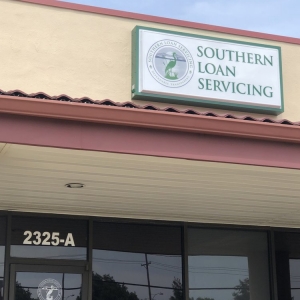 SOUTHERN
LOAN
SERVICING
2325-A